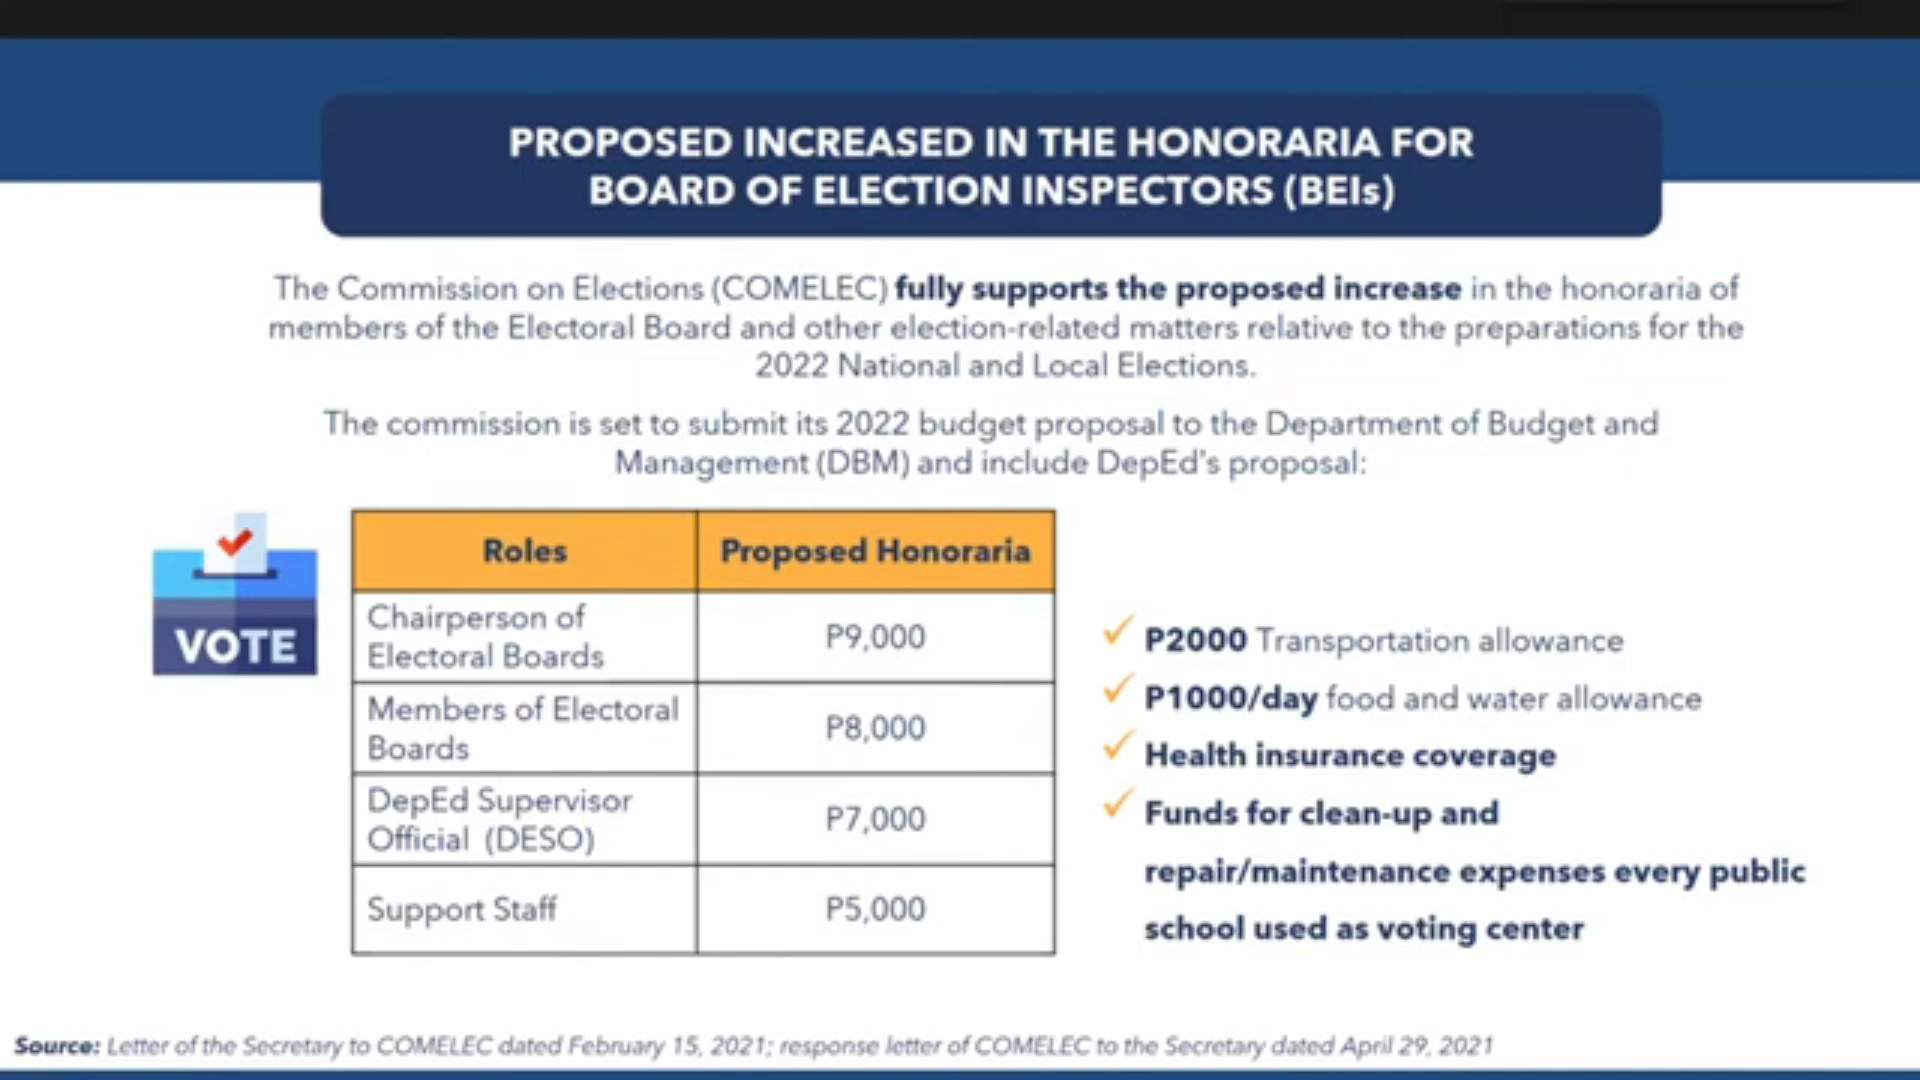 PROPOSED INCREASED IN THE HONORARIA FOR
BOARD OF ELECTION INSPECTORS (BEIs)
The Commission on Elections (COMELEC) fully supports the proposed increase in the honoraria of
members of the Electoral Board and other election-related matters relative to the preparations for the
2022 National and Local Elections.
The commission is set to submit its 2022 budget proposal to the Department of Budget and
Management (DBM) and include DepEd's proposal:
VOTE
Roles
Proposed Honoraria
Chairperson of
Electoral Boards
P9,000
Members of Electoral
Boards
P8,000
DepEd Supervisor
Official (DESO)
P7,000
Support Staff
P5,000
P2000 Transportation allowance
P1000/day food and water allowance
Health insurance coverage
Funds for clean-up and
repair/maintenance expenses every public
school used as voting center
Source: Letter of the Secretary to COMELEC dated February 15, 2021; response letter of COMELEC to the Secretary dated April 29, 2021